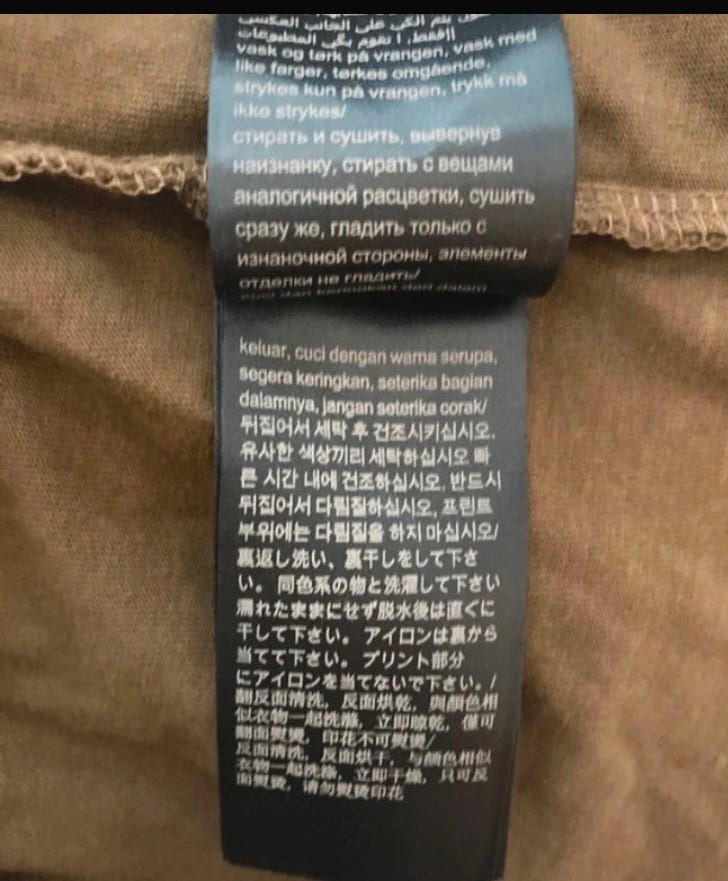 الكي على الجانب العكسي
vask og tørk på vrangen, vask med
like farger, tørkes omgående,
strykes kun på vrangen, trykk må
ikke strykes/
стирать и сушить, вывернув
наизнанку, стирать с вещами
аналогичной расцветки, сушить
сразу же, гладить только с
изнаночной стороны, элементы
отделки не гладить/
cuci dan keringkan dari dalam
keluar, cuci dengan warna serupa,
segera keringkan, seterika bagian
dalamnya, jangan seterika corak/
뒤집어서 세탁 후 건조시키십시오.
유사한 색상끼리 세탁하십시오 빠
른 시간 내에 건조하십시오. 반드시
뒤집어서 다림질하십시오, 프린트
부위에는 다림질을 하지 마십시오/
裏返し洗い、裏干しをして下さ
い。同色系の物と洗濯して下さい
濡れたままにせず脱水後は直ぐに
干して下さい。アイロンは裏から
当てて下さい。プリント部分
にアイロンを当てないで下さい。/
翻反面清洗, 反面烘乾, 與顏色相
似衣物一起洗滌, 立即晾乾, 僅可
翻面熨燙, 印花不可熨燙/
反面清洗, 反面烘干, 与颜色相似
衣物一起洗涤, 立即干燥, 只可反
面熨烫, 请勿熨烫印花